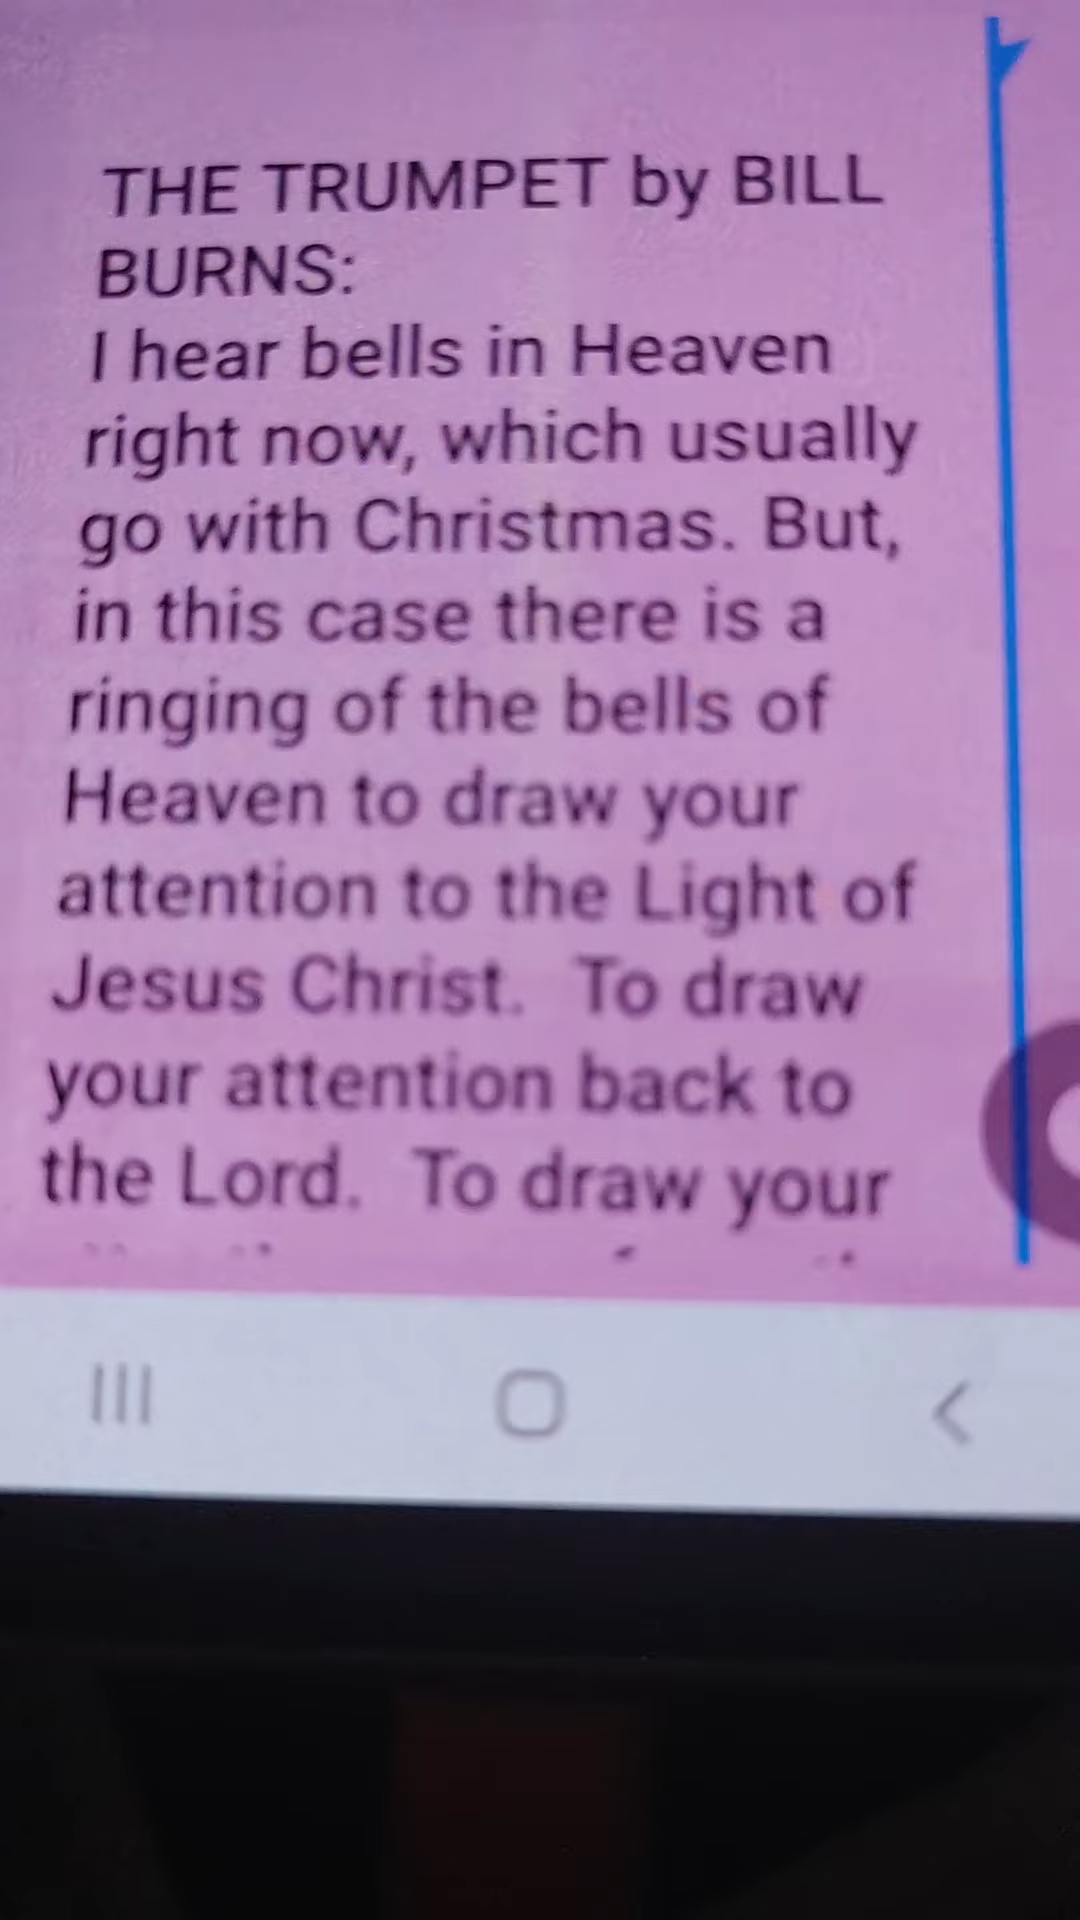 THE TRUMPET by BILL
BURNS:
I hear bells in Heaven
right now, which usually
go with Christmas. But,
in this case there is a
ringing of the bells of
Heaven to draw your
attention to the Light of
Jesus Christ.  To draw
your attention back to
the Lord.  To draw your